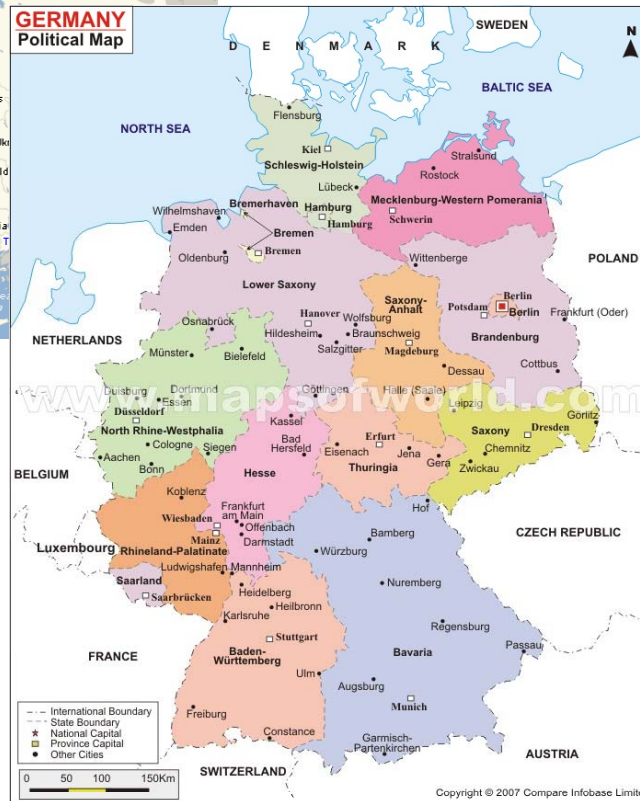 GERMANY
Political Map
SWEDEN
N
D E N M A R K
BALTIC SEA
NORTH SEA
Flensburg
Kiel
Schleswig-Holstein
Stralsund
Rostock
Lübeck
Mecklenburg-Western Pomerania
Bremerhaven
Hamburg
Hamburg
Schwerin
Wilhelmshaven
Emden
Bremen
Bremen
Oldenburg
Wittenberge
POLAND
Lower Saxony
Saxony-
Anhalt
Berlin
Berlin
Potsdam
Frankfurt (Oder)
Brandenburg
Hanover
Wolfsburg
Osnabrück
Hildesheim
Braunschweig
Salzgitter
Magdeburg
NETHERLANDS
Münster
Bielefeld
Dessau
Cottbus
Göttingen
Halle (Saale)
Leipzig
www.mapsofworld.com
Duisburg
Dortmund
Essen
Düsseldorf
North Rhine-Westphalia
Kassel
Görlitz
Saxony
Dresden
Cologne
Siegen
Bad
Hersfeld
Erfurt
Eisenach
Jena
Gera
Chemnitz
Zwickau
Aachen
Bonn
Hesse
Thuringia
BELGIUM
Koblenz
Hof
Frankfurt
am Main
Wiesbaden
Offenbach
Mainz
Darmstadt
Bamberg
CZECH REPUBLIC
Luxembourg
Rhineland-Palatinate
Würzburg
Ludwigshafen
Mannheim
Saarland
Saarbrücken
Heidelberg
Nuremberg
Heilbronn
Karlsruhe
Regensburg
Stuttgart
Passau
FRANCE
Baden-
Württemberg
Bavaria
Ulm
Augsburg
Munich
Freiburg
Constance
Garmisch-
Partenkirchen
AUSTRIA
SWITZERLAND
International Boundary
State Boundary
National Capital
Province Capital
Other Cities
0 50 100 150Km
Copyright © 2007 Compare Infobase Limite